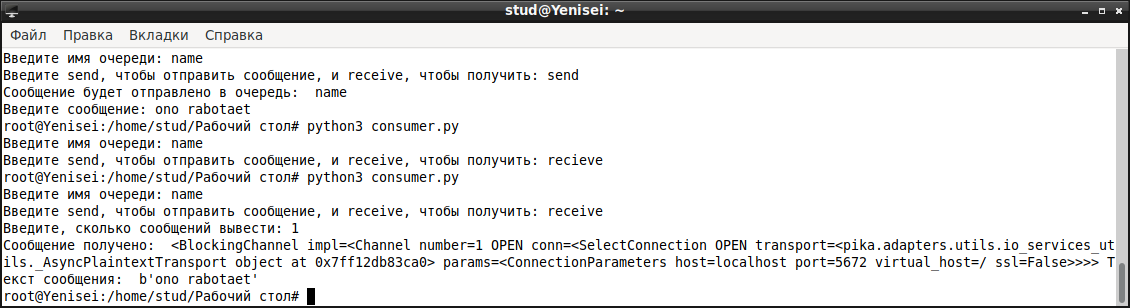 stud@Yenisei: ~
Файл Правка Вкладки Справка
Введите имя очереди: name
Введите send, чтобы отправить сообщение, и receive, чтобы получить: send
Сообщение будет отправлено в очередь:  name
Введите сообщение: ono rabotaet
root@Yenisei:/home/stud/Рабочий стол# python3 consumer.py
Введите имя очереди: name
Введите send, чтобы отправить сообщение, и receive, чтобы получить: recieve
root@Yenisei:/home/stud/Рабочий стол# python3 consumer.py
Введите имя очереди: name
Введите send, чтобы отправить сообщение, и receive, чтобы получить: receive
Введите, сколько сообщений вывести: 1
Сообщение получено:  <BlockingChannel impl=<Channel number=1 OPEN conn=<SelectConnection OPEN transport=<pika.adapters.utils.io_services_ut
ils._AsyncPlaintextTransport object at 0x7ff12db83ca0> params=<ConnectionParameters host=localhost port=5672 virtual_host=/ ssl=False>>>> Т
екст сообщения:  b'ono rabotaet'
root@Yenisei:/home/stud/Рабочий стол#